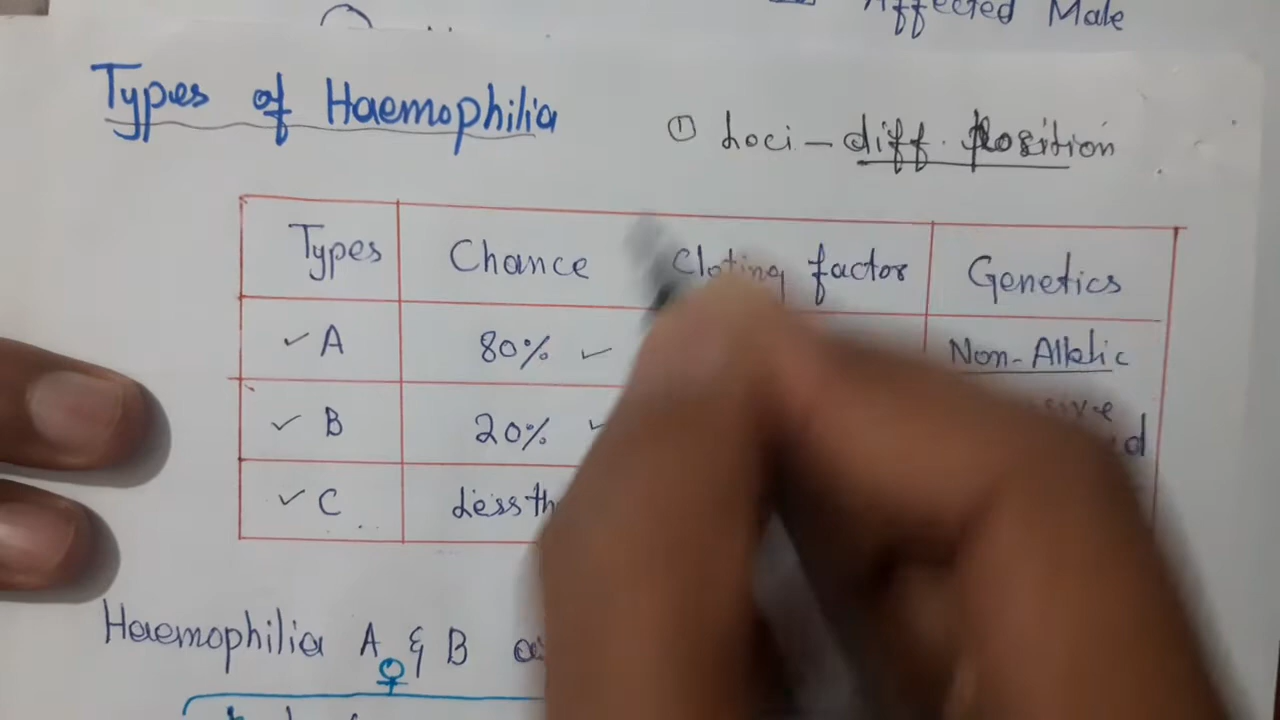 Affected Male
Types of Haemophilia
① Loci - diff. Position
Types Chance Cloting factor Genetics
✓ A 80% ✓ Non-Allelic
✓ B 20% ✓
✓ C Less th
Haemophilia A & B
♀